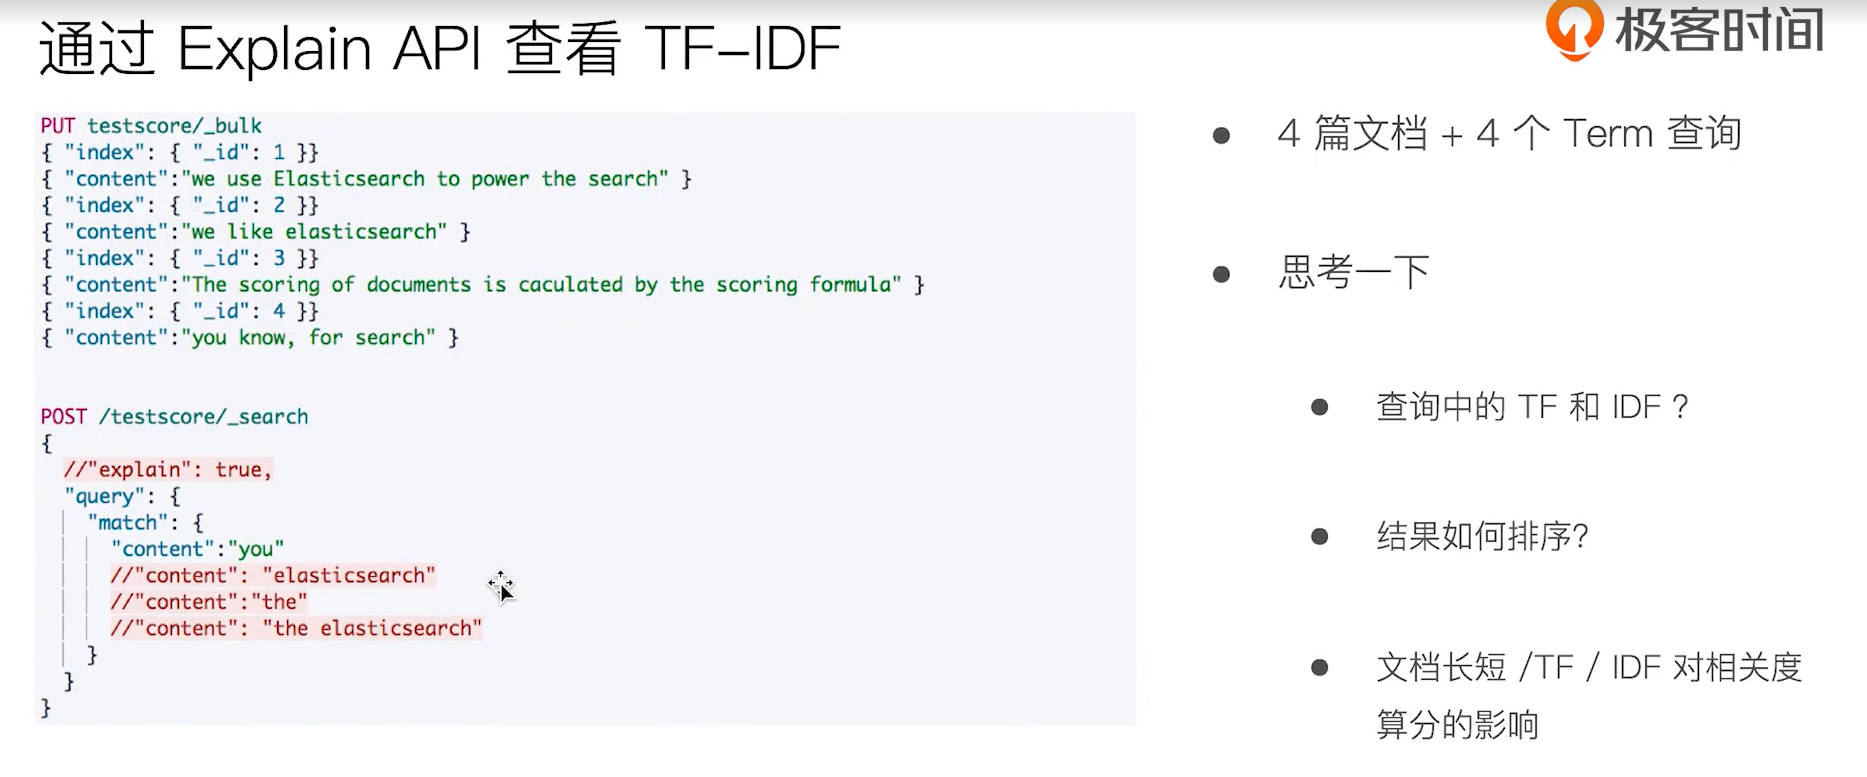 通过 Explain API 查看 TF-IDF
极客时间
PUT testscore/_bulk
{ "index": { "_id": 1 }}
{ "content":"we use Elasticsearch to power the search" }
{ "index": { "_id": 2 }}
{ "content":"we like elasticsearch" }
{ "index": { "_id": 3 }}
{ "content":"The scoring of documents is caculated by the scoring formula" }
{ "index": { "_id": 4 }}
{ "content":"you know, for search" }
POST /testscore/_search
{
//"explain": true,
"query": {
"match": {
"content":"you"
//"content": "elasticsearch"
//"content":"the"
//"content": "the elasticsearch"
}
}
}
4 篇文档 + 4 个 Term 查询
思考一下
查询中的 TF 和 IDF ?
结果如何排序?
文档长短 /TF / IDF 对相关度
算分的影响